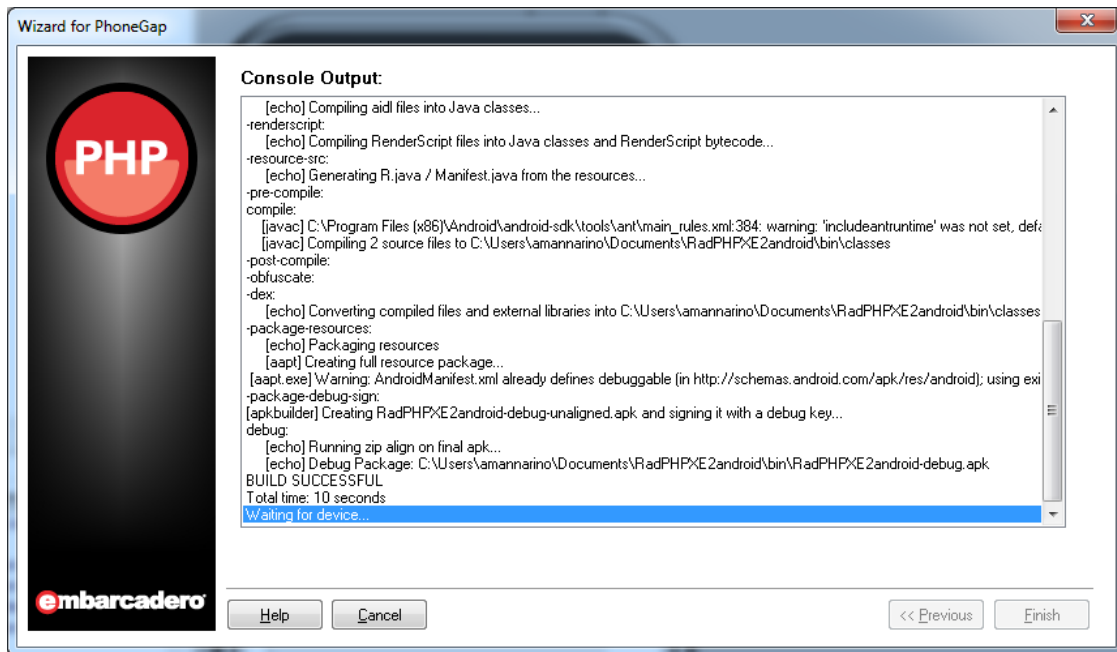 Wizard for PhoneGap
PHP
Console Output:
[echo] Compiling aidl files into Java classes...
-renderscript:
[echo] Compiling RenderScript files into Java classes and RenderScript bytecode...
-resource-src:
[echo] Generating R.java / Manifest.java from the resources...
-pre-compile:
compile:
[javac] C:\Program Files (x86)\Android\android-sdk\tools\ant\main_rules.xml:384: warning: 'includeantruntime' was not set, defa
[javac] Compiling 2 source files to C:\Users\amannarino\Documents\RadPHPXE2android\bin\classes
-post-compile:
-obfuscate:
-dex:
[echo] Converting compiled files and external libraries into C:\Users\amannarino\Documents\RadPHPXE2android\bin\classes
-package-resources:
[echo] Packaging resources
[aapt] Creating full resource package...
[aapt.exe] Warning: AndroidManifest.xml already defines debuggable (in http://schemas.android.com/apk/res/android); using exi
-package-debug-sign:
[apkbuilder] Creating RadPHPXE2android-debug-unaligned.apk and signing it with a debug key...
debug:
[echo] Running zip align on final apk...
[echo] Debug Package: C:\Users\amannarino\Documents\RadPHPXE2android\bin\RadPHPXE2android-debug.apk
BUILD SUCCESSFUL
Total time: 10 seconds
Waiting for device...
embarcadero
Help
Cancel
<< Previous
Finish